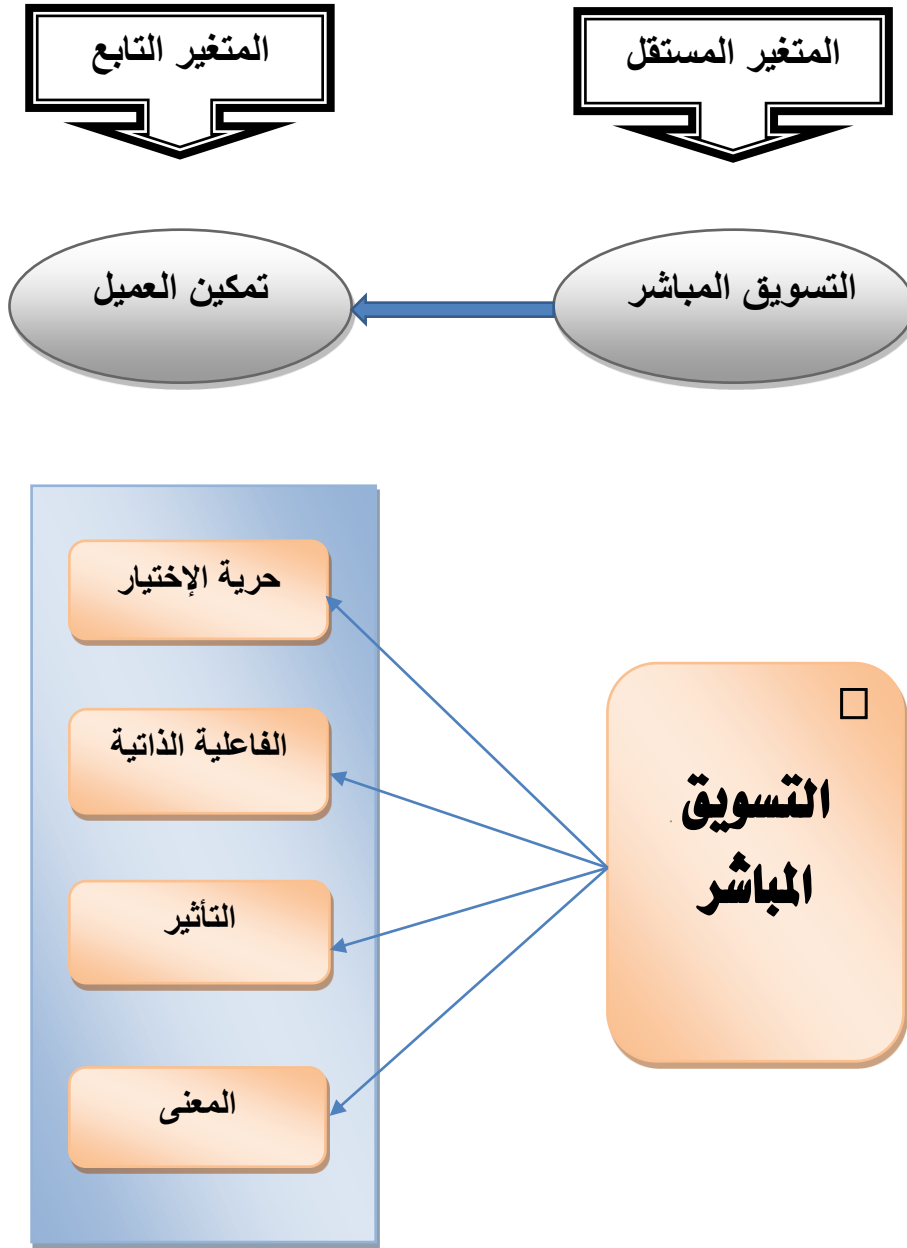 المتغير المستقل
المتغير التابع
التسويق المباشر
تمكين العميل
حرية الإختيار
الفاعلية الذاتية
التأثير
المعنى
التسويق
المباشر